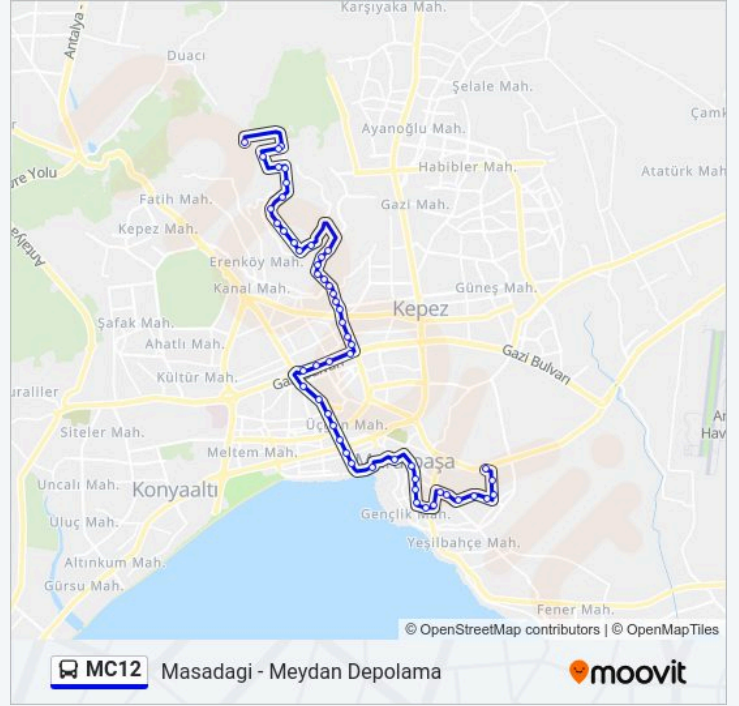 Karşıyaka Mah.
Antalya -
Duacı
Şelale Mah.
Ayanoğlu Mah.
Habibler Mah.
Atatürk Mah
re Yolu
Fatih Mah.
Gazi Mah.
Kepez Mah.
Antalya
Erenköy Mah.
Kanal Mah.
Güneş Mah.
Kepez
Şafak Mah.
Ahatlı Mah.
Gazi Bulvarı
Kültür Mah.
Siteler Mah.
Meltem Mah.
Uncalı Mah.
Konyaaltı
Gençlik Mah.
Uluç Mah.
Yeşilbahçe Mah.
Altınkum Mah.
Gürsu Mah.
Fener Mah.
© OpenStreetMap contributors | © OpenMapTiles
MC12 Masadagi - Meydan Depolama
moovit